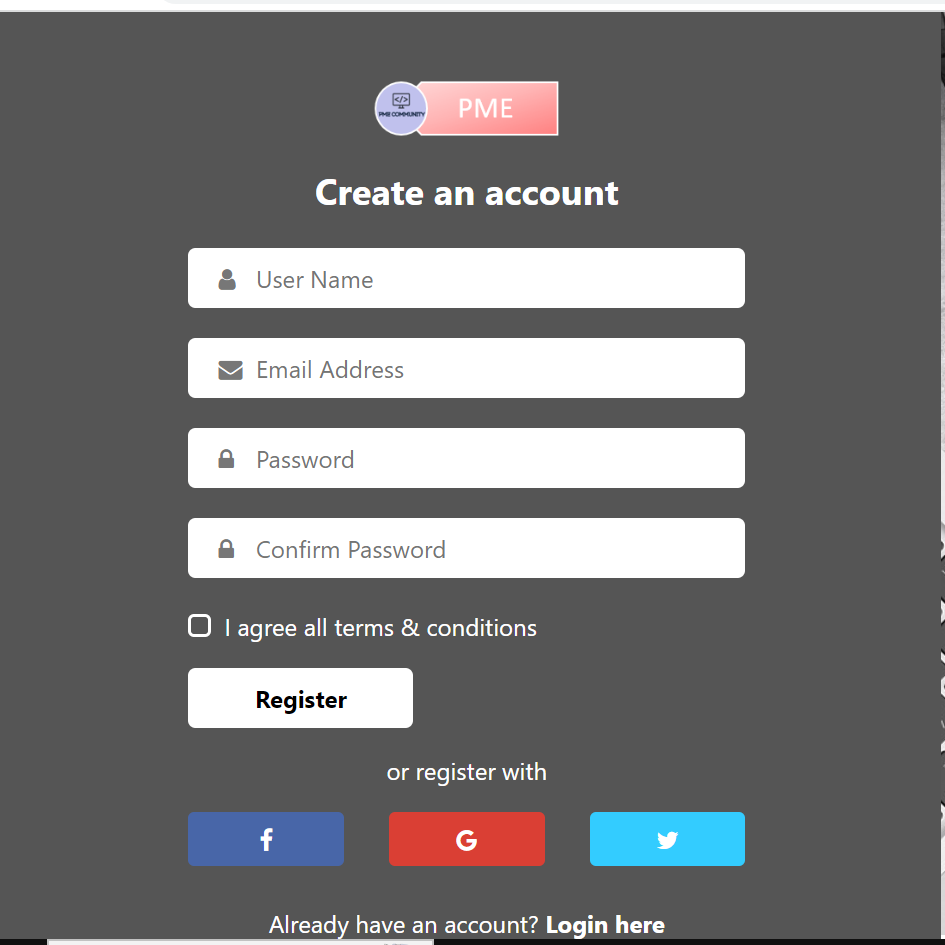 </>
PME COMMUNITY
PME
Create an account
User Name
Email Address
Password
Confirm Password
I agree all terms & conditions
Register
or register with
f
G
Already have an account? Login here